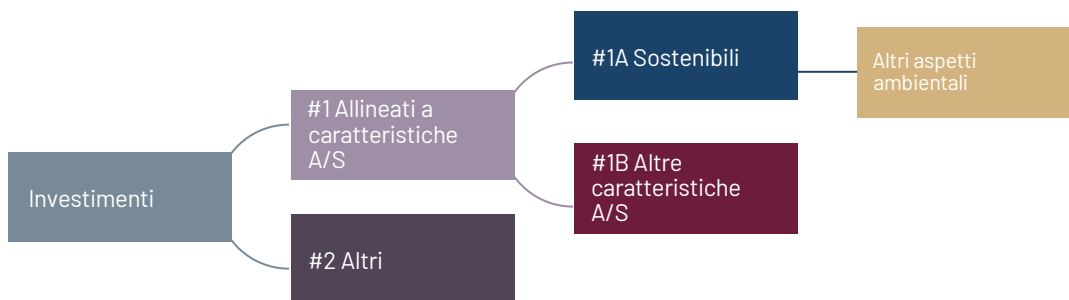 Investimenti
#1 Allineati a
caratteristiche
A/S
#2 Altri
#1A Sostenibili
#1B Altre
caratteristiche
A/S
Altri aspetti
ambientali